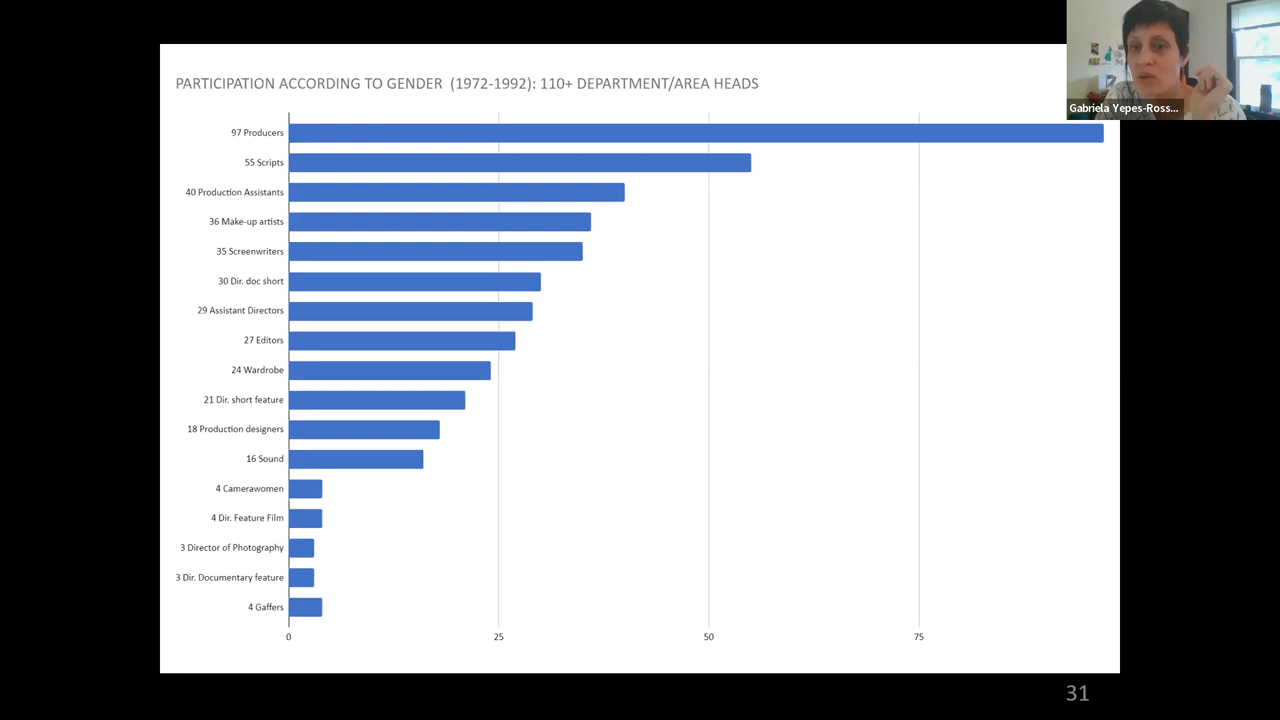 PARTICIPATION ACCORDING TO GENDER (1972-1992): 110+ DEPARTMENT/AREA HEADS
Gabriela Yepes-Ross...
97 Producers
55 Scripts
40 Production Assistants
36 Make-up artists
35 Screenwriters
30 Dir. doc short
29 Assistant Directors
27 Editors
24 Wardrobe
21 Dir. short feature
18 Production designers
16 Sound
4 Camerawomen
4 Dir. Feature Film
3 Director of Photography
3 Dir. Documentary feature
4 Gaffers
0 25 50 75
31